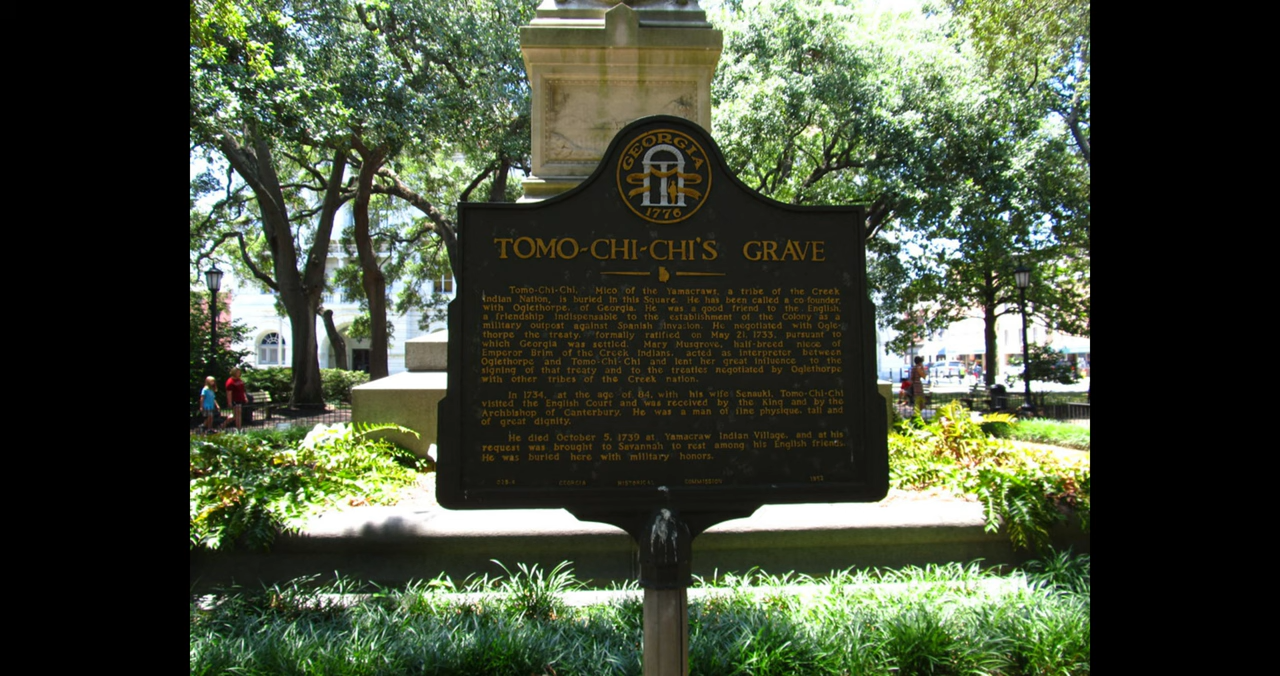 GEORGIA
1776
TOMO-CHI-CHI'S GRAVE
Tomo-Chi-Chi, Mico of the Yamacraws, a tribe of the Creek
Indian Nation, is buried in this Square. He has been called a co-founder,
with Oglethorpe, of Georgia. He was a good friend to the English,
a friendship indispensable to the establishment of the Colony as a
military outpost against Spanish invasion. He negotiated with Ogle-
thorpe the treaty, formally ratified on May 21, 1733, pursuant to
which Georgia was settled. Mary Musgrove, half-breed niece of
Emperor Brim of the Creek Indians, acted as interpreter between
Oglethorpe and Tomo-Chi-Chi and lent her great influence to the
signing of that treaty and to the treaties negotiated by Oglethorpe
with other tribes of the Creek nation.
In 1734, at the age of 84, with his wife Senauki, Tomo-Chi-Chi
visited the English Court and was received by the King and by the
Archbishop of Canterbury. He was a man of fine physique, tall and
of great dignity.
He died October 5, 1739 at Yamacraw Indian Village, and at his
request was brought to Savannah to rest among his English friends.
He was buried here with military honors.
GEORGIA HISTORICAL COMMISSION